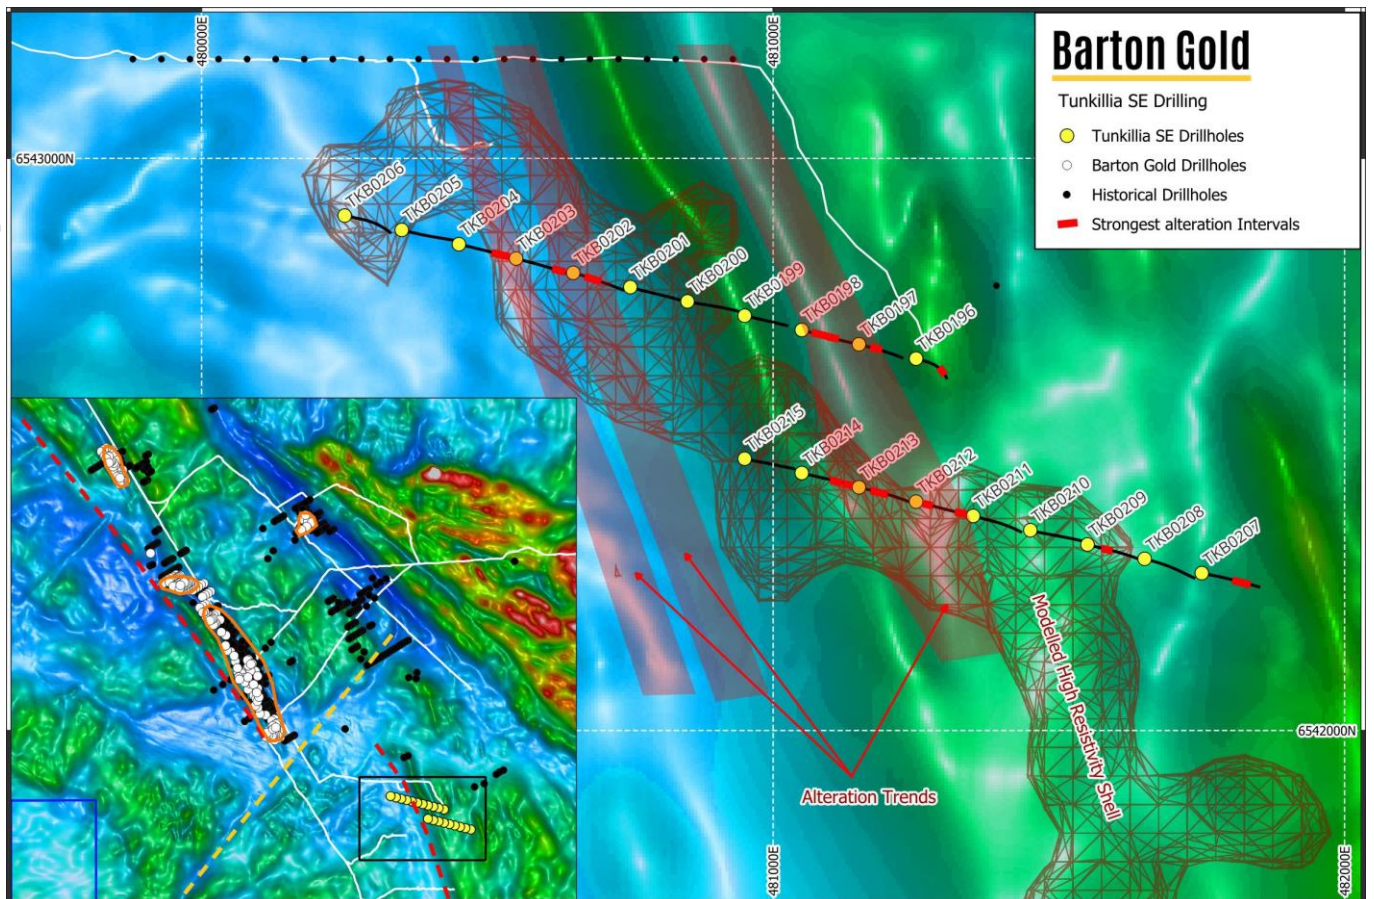 480000E
481000E
Barton Gold
Tunkillia SE Drilling
Tunkillia SE Drillholes
Barton Gold Drillholes
Historical Drillholes
Strongest alteration Intervals
6543000N
TKB0206
TKB0205
TKB0204
TKB0203
TKB0202
TKB0201
TKB0200
TKB0199
TKB0198
TKB0197
TKB0196
TKB0215
TKB0214
TKB0213
TKB0212
TKB0211
TKB0210
TKB0209
TKB0208
TKB0207
Modelled High Resistivity Shell
6542000N
Alteration Trends
481000E
482000E